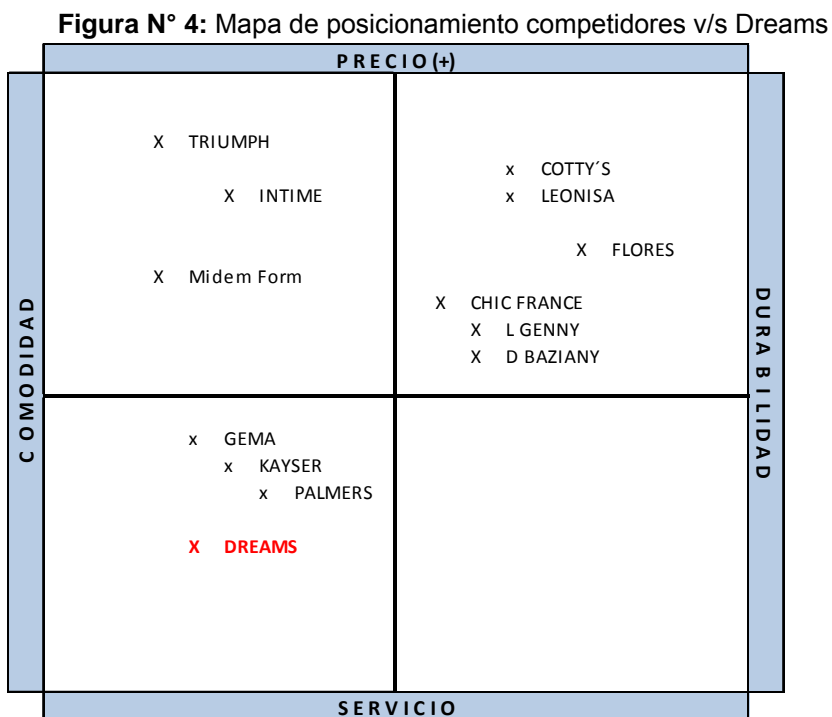 Figura N° 4: Mapa de posicionamiento competidores v/s Dreams
PRECIO (+)
COMODIDAD
X TRIUMPH
X INTIME
X Midem Form
x COTTY´S
x LEONISA
X FLORES
X CHIC FRANCE
X L GENNY
X D BAZIANY
DURABILIDAD
x GEMA
x KAYSER
x PALMERS
X DREAMS
SERVICIO